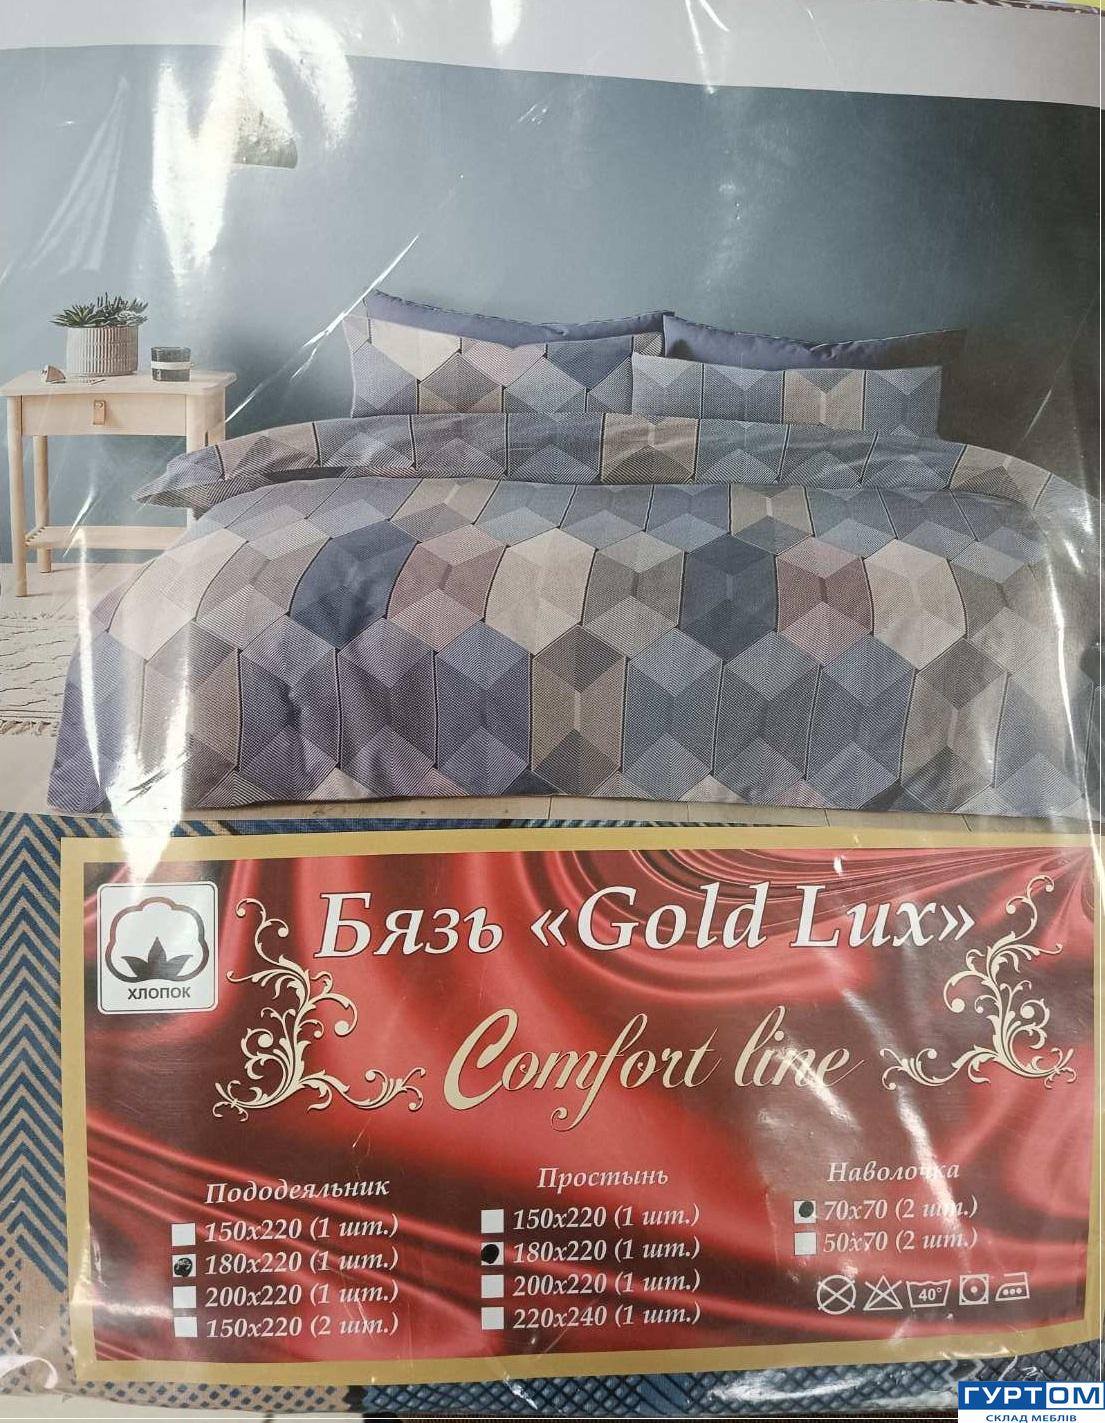 Бязь «Gold Lux»
ХЛОПОК
Comfort line
Пододеяльник
150х220 (1 шт.)
180х220 (1 шт.)
200х220 (1 шт.)
150х220 (2 шт.)
Простынь
150х220 (1 шт.)
180х220 (1 шт.)
200х220 (1 шт.)
220х240 (1 шт.)
Наволочка
70х70 (2 шт.)
50х70 (2 шт.)
40°
ГУРТОМ
СКЛАД МЕБЛІВ